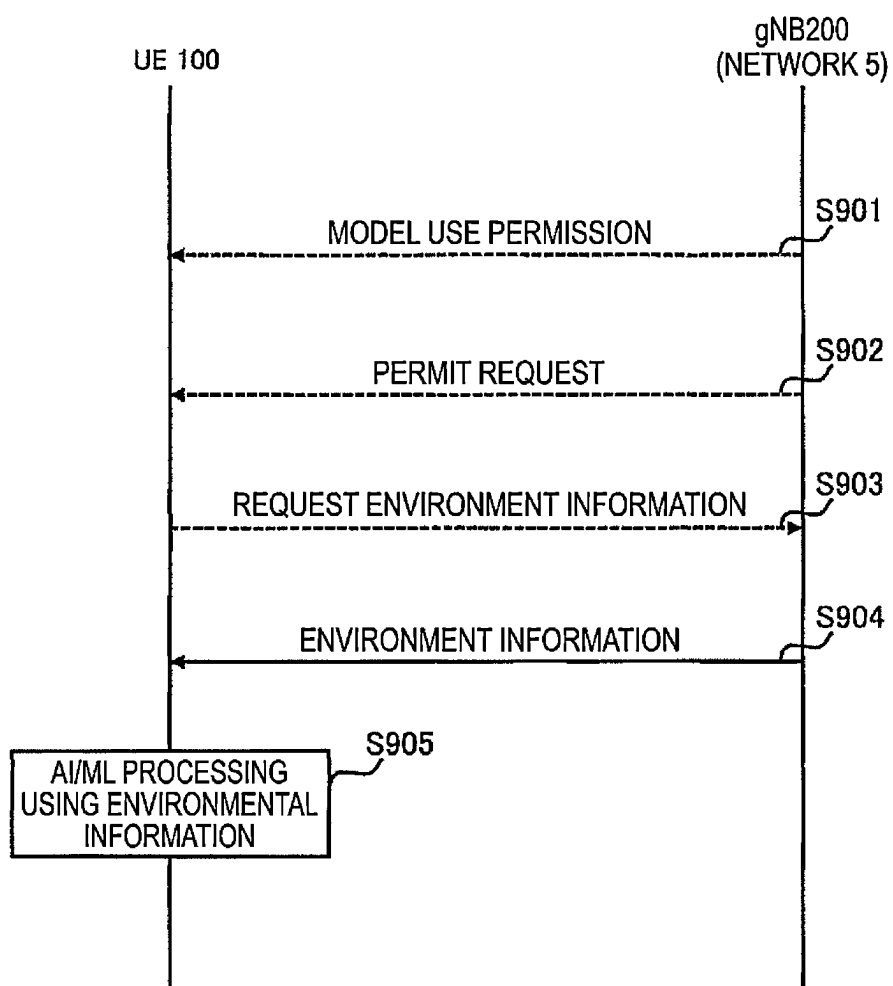 UE 100
gNB200
(NETWORK 5)
S901
MODEL USE PERMISSION
S902
PERMIT REQUEST
S903
REQUEST ENVIRONMENT INFORMATION
S904
ENVIRONMENT INFORMATION
S905
AI/ML PROCESSING
USING ENVIRONMENTAL
INFORMATION